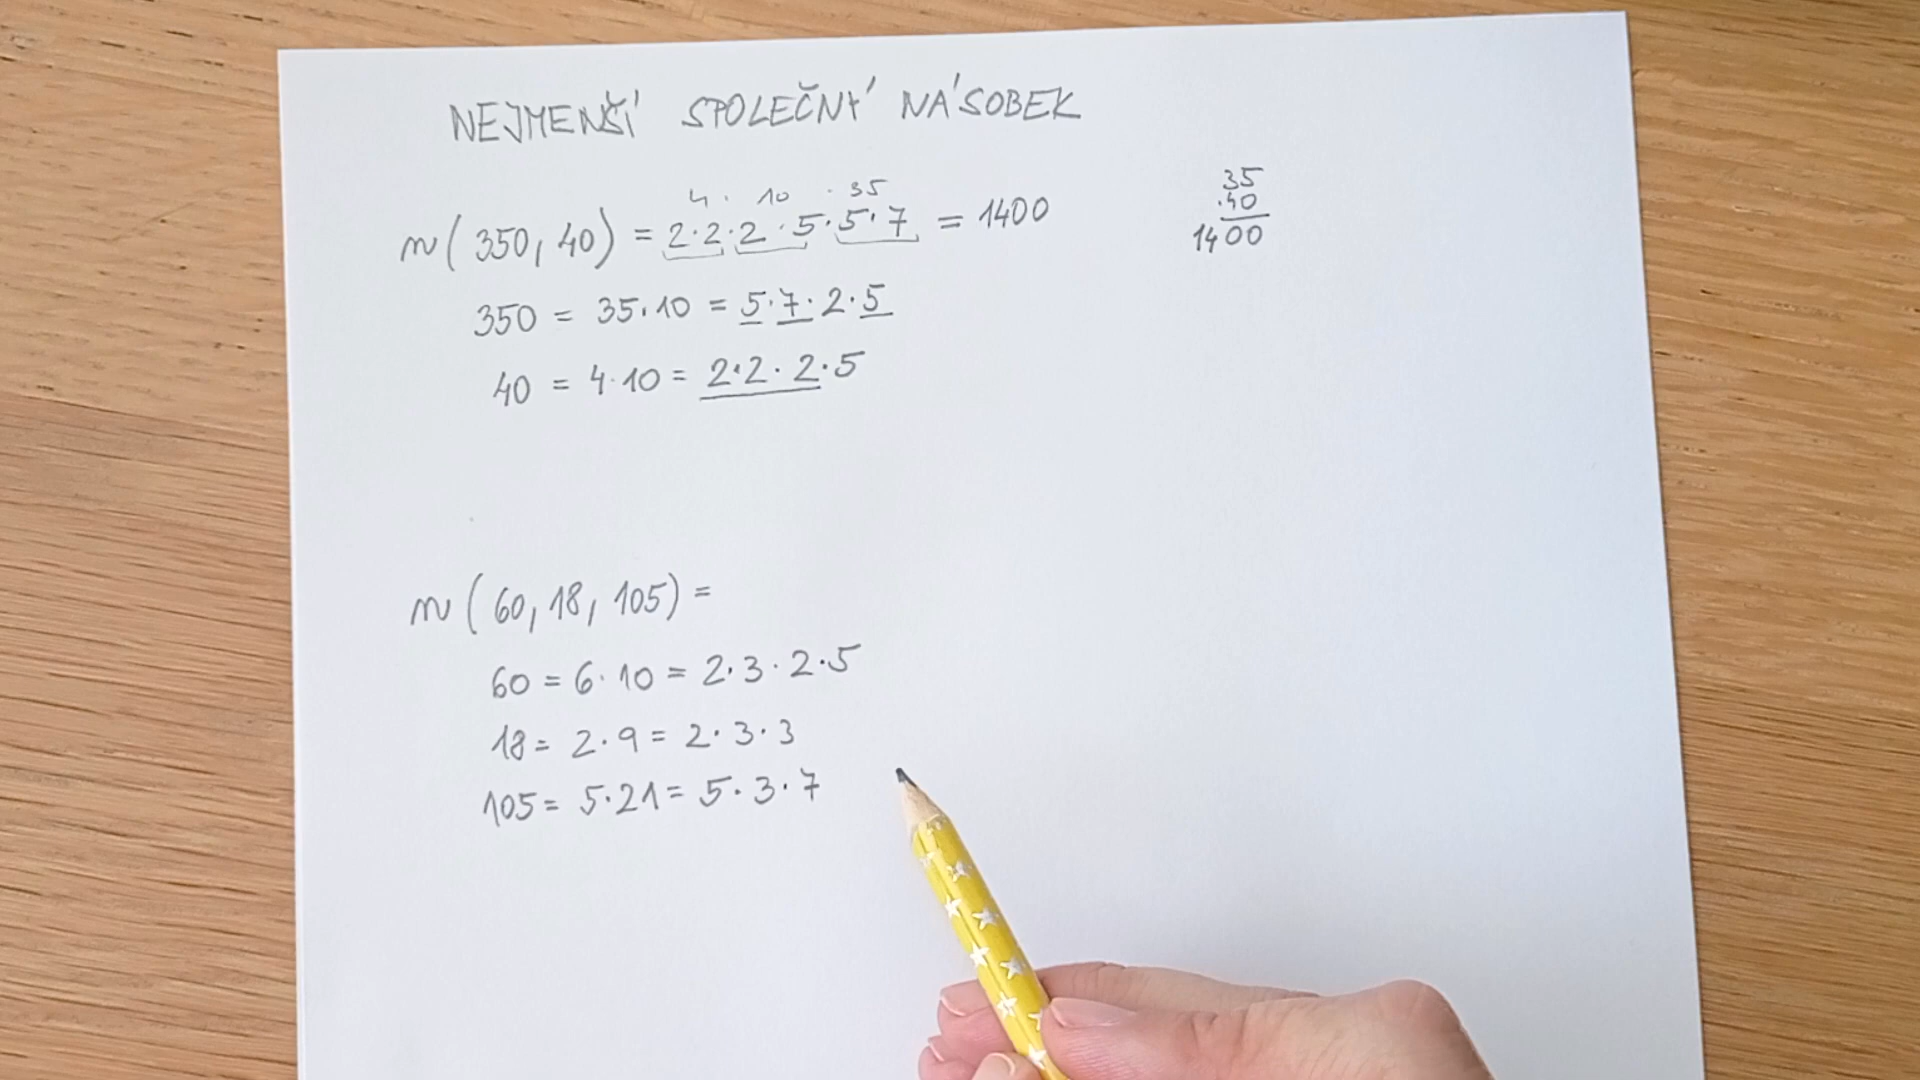 NEJMENŠÍ SPOLEČNÝ NÁSOBEK
4 · 10 · 35
n(350, 40) = 2·2·2·5·5·7 = 1400
350 = 35·10 = 5·7·2·5
40 = 4·10 = 2·2·2·5
35
·40
1400
n(60, 18, 105) =
60 = 6·10 = 2·3·2·5
18 = 2·9 = 2·3·3
105 = 5·21 = 5·3·7